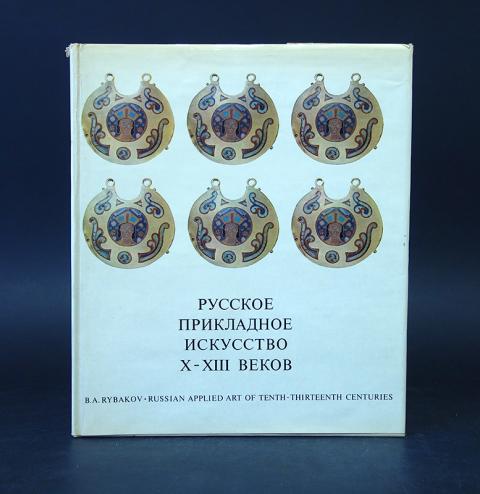 РУССКОЕ
ПРИКЛАДНОЕ
ИСКУССТВО
X-XIII ВЕКОВ
B.A. RYBAKOV • RUSSIAN APPLIED ART OF TENTH-THIRTEENTH CENTURIES